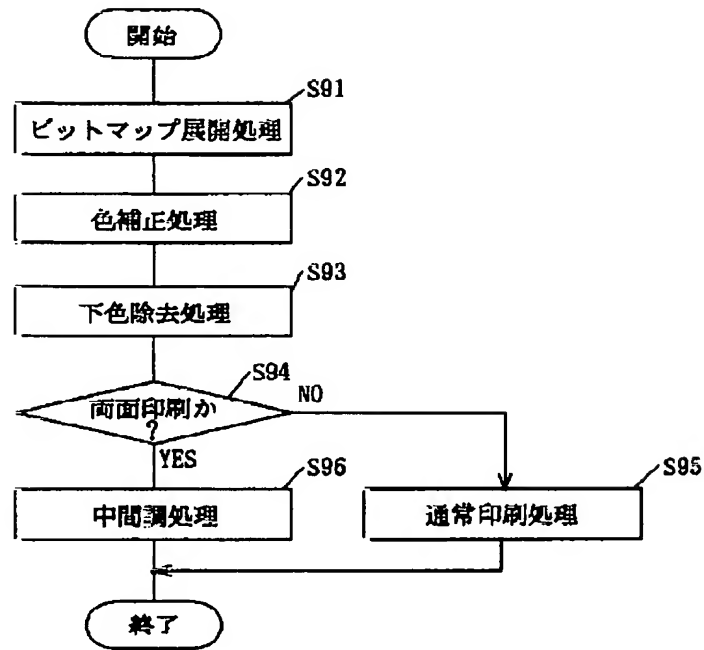 開始
S91
ビットマップ展開処理
S92
色補正処理
S93
下色除去処理
S94
両面印刷か
?
NO
YES
S96
中間調処理
S95
通常印刷処理
終了